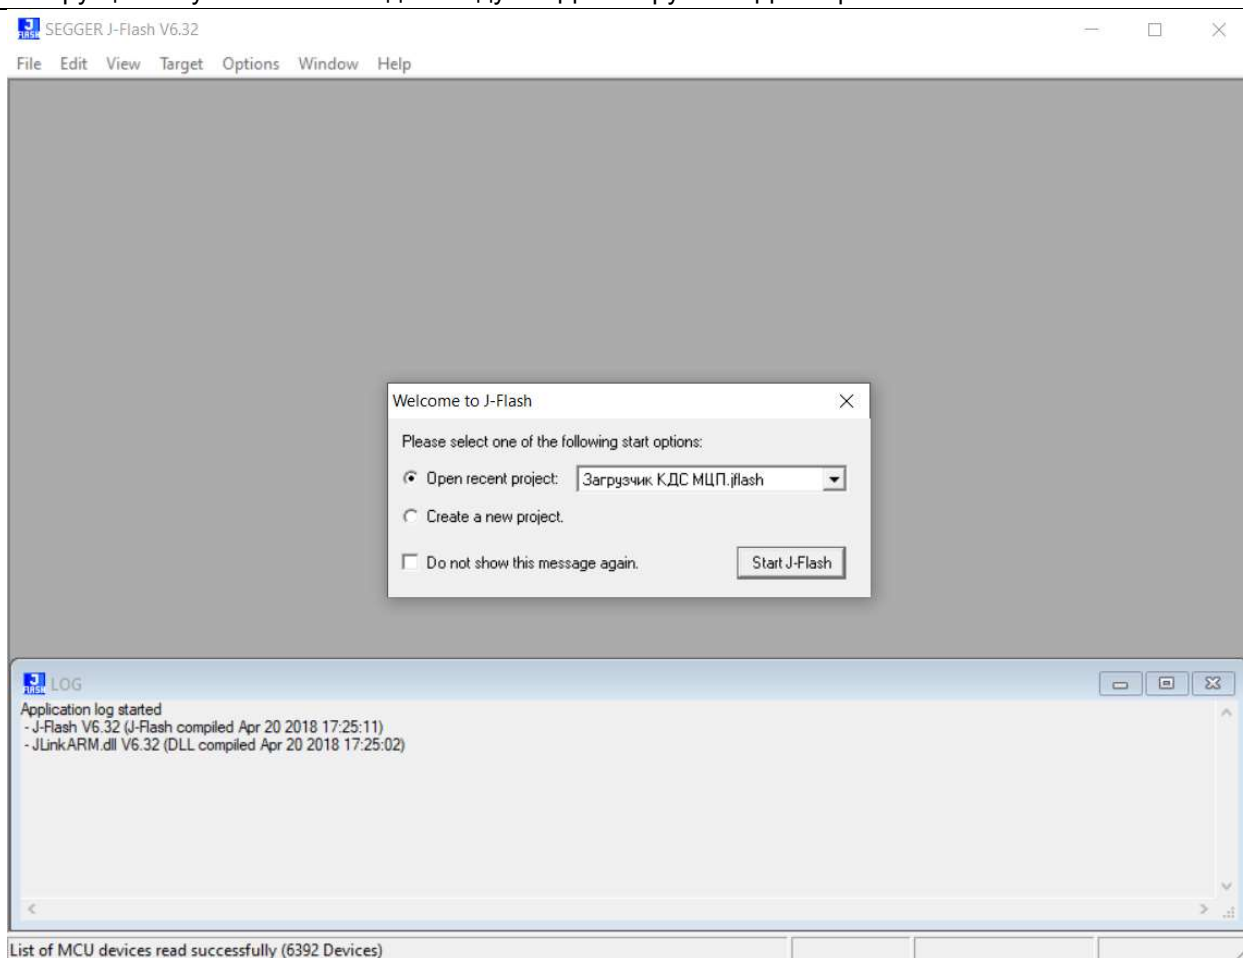 SEGGER J-Flash V6.32
File Edit View Target Options Window Help
Welcome to J-Flash
Please select one of the following start options:
Open recent project: Загрузчик КДС МЦП.jflash
Create a new project.
Do not show this message again. Start J-Flash
LOG
Application log started
- J-Flash V6.32 (J-Flash compiled Apr 20 2018 17:25:11)
- JLinkARM.dll V6.32 (DLL compiled Apr 20 2018 17:25:02)
List of MCU devices read successfully (6392 Devices)